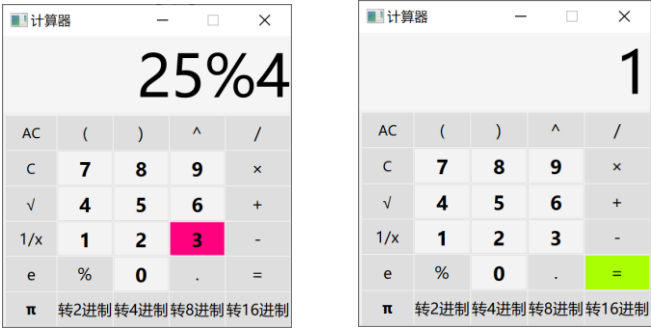 计算器
25%4
AC ( ) ^ /
C 7 8 9 ×
√ 4 5 6 +
1/x 1 2 3 -
e % 0 . =
π 转2进制 转4进制 转8进制 转16进制
计算器
1
AC ( ) ^ /
C 7 8 9 ×
√ 4 5 6 +
1/x 1 2 3 -
e % 0 . =
π 转2进制 转4进制 转8进制 转16进制